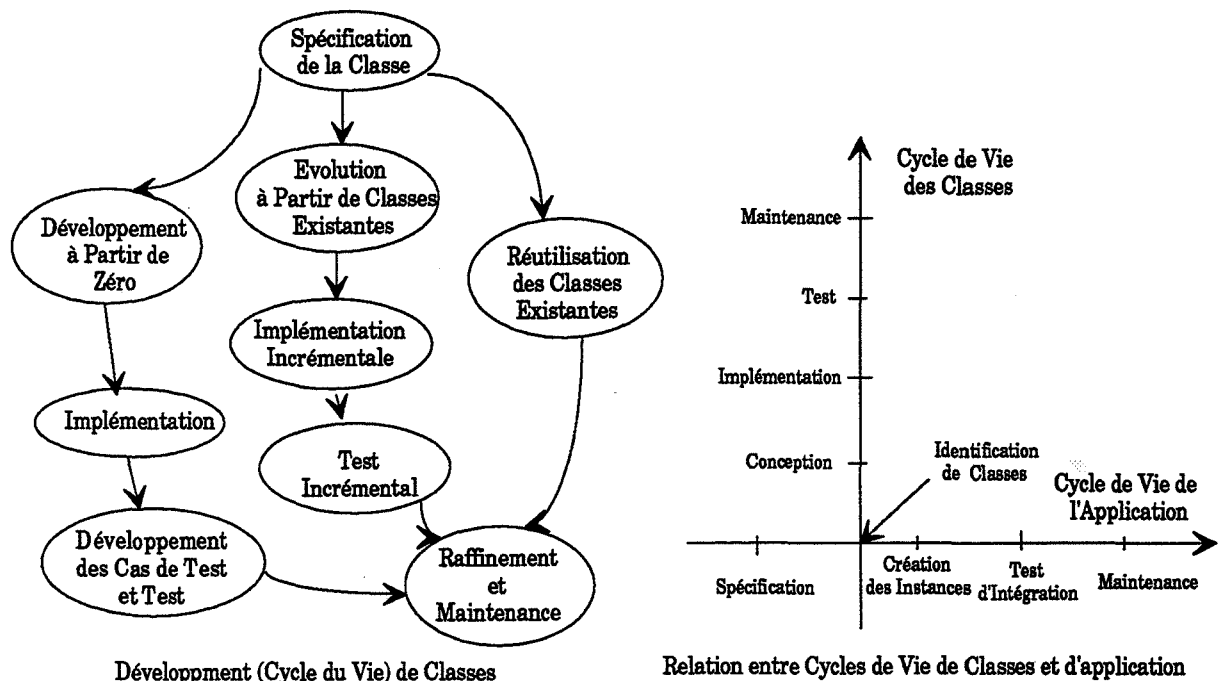 Spécification
de la Classe
Evolution
à Partir de Classes
Existantes
Développement
à Partir de
Zéro
Réutilisation
des Classes
Existantes
Implémentation
Incrémentale
Implémentation
Test
Incrémental
Développement
des Cas de Test
et Test
Raffinement
et
Maintenance
Développment (Cycle du Vie) de Classes
Cycle de Vie
des Classes
Maintenance
Test
Implémentation
Conception
Identification
de Classes
Cycle de Vie de
l'Application
Spécification
Création
des Instances
Test
d'Intégration
Maintenance
Relation entre Cycles de Vie de Classes et d'application